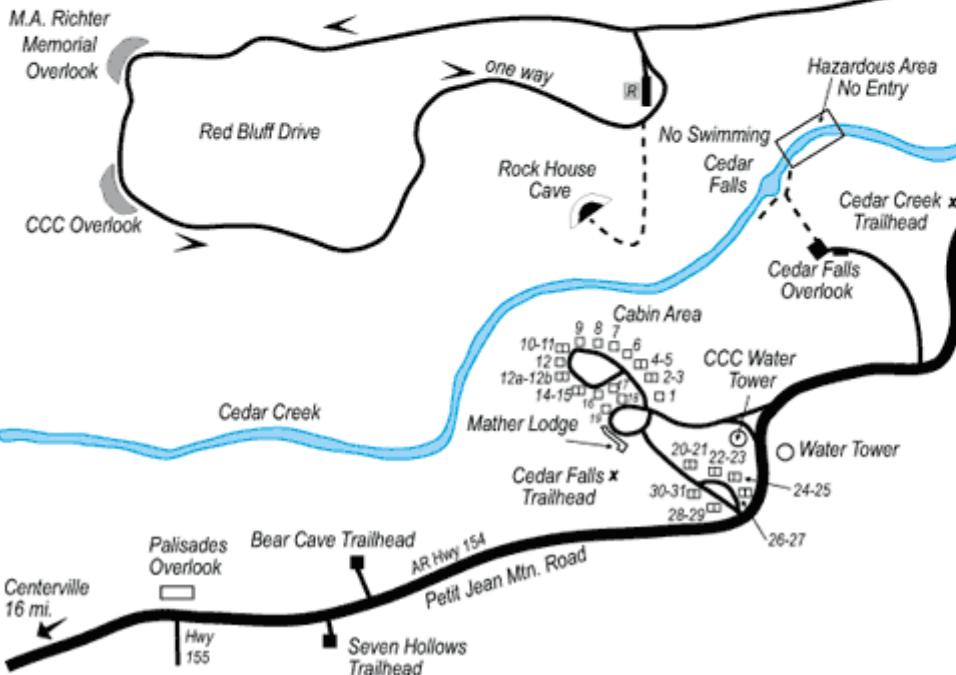 M.A. Richter
Memorial
Overlook
one way
R
Hazardous Area
No Entry
Red Bluff Drive
No Swimming
Rock House
Cave
Cedar
Falls
Cedar Creek x
Trailhead
CCC Overlook
Cedar Falls
Overlook
Cabin Area
9
8
7
6
10-11
4-5
12
2-3
12a-12b
1
14-15
16
17
18
19
CCC Water
Tower
Cedar Creek
Mather Lodge
Water Tower
20-21
22-23
Cedar Falls x
Trailhead
24-25
30-31
28-29
26-27
Palisades
Overlook
Bear Cave Trailhead
AR Hwy 154
Petit Jean Mtn. Road
Centerville
16 mi.
Hwy
155
Seven Hollows
Trailhead